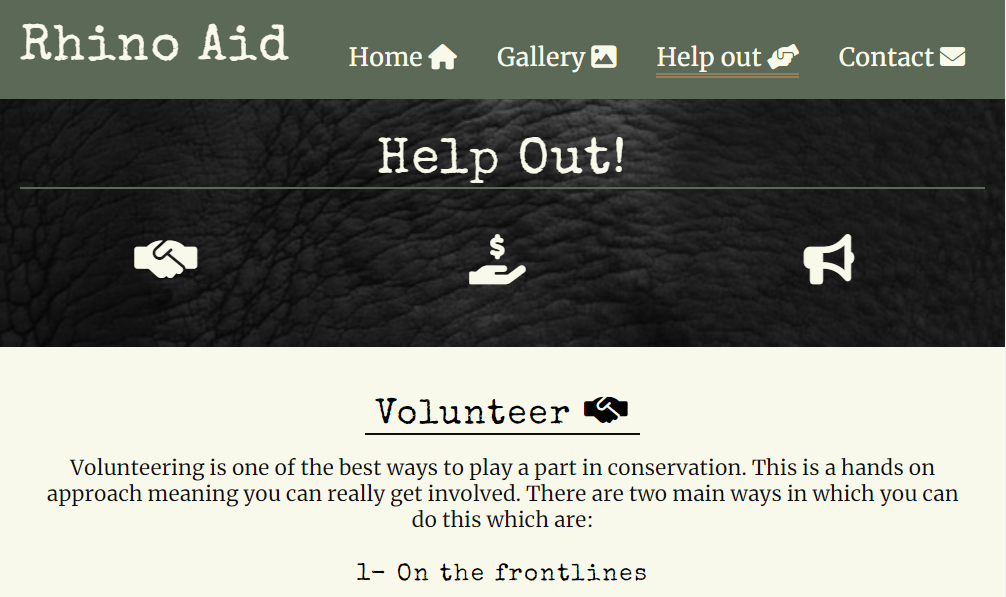 Rhino Aid
Home Gallery Help out Contact
Help Out!
$
Volunteer
Volunteering is one of the best ways to play a part in conservation. This is a hands on
approach meaning you can really get involved. There are two main ways in which you can
do this which are:
1- On the frontlines